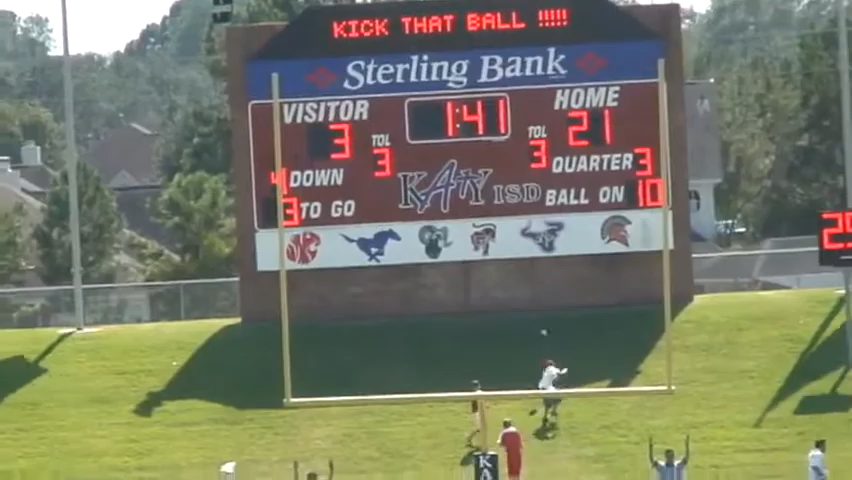 KICK THAT BALL !!!!!
Sterling Bank
VISITOR 1:41 HOME
3 TOL 3 TOL 3 21
4 DOWN QUARTER 3
3 TO GO KATY ISD BALL ON 10
25
KA